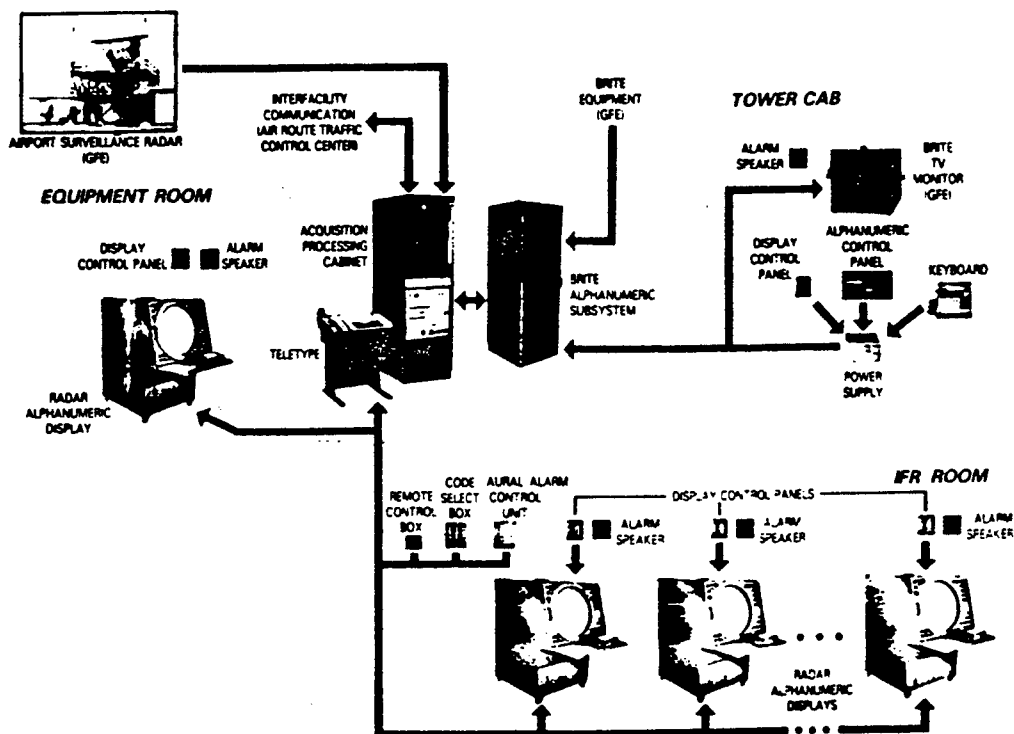 AIRPORT SURVEILLANCE RADAR
(GFE)
INTERFACILITY
COMMUNICATION
(AIR ROUTE TRAFFIC
CONTROL CENTER)
BRITE
EQUIPMENT
(GFE)
TOWER CAB
ALARM
SPEAKER
BRITE
TV
MONITOR
(GFE)
EQUIPMENT ROOM
DISPLAY
CONTROL PANEL
ALARM
SPEAKER
ACQUISITION
PROCESSING
CABINET
BRITE
ALPHANUMERIC
SUBSYSTEM
DISPLAY
CONTROL
PANEL
ALPHANUMERIC
CONTROL
PANEL
KEYBOARD
POWER
SUPPLY
TELETYPE
RADAR
ALPHANUMERIC
DISPLAY
REMOTE
CONTROL
BOX
CODE
SELECT
BOX
AURAL ALARM
CONTROL
UNIT
IFR ROOM
DISPLAY CONTROL PANELS
ALARM
SPEAKER
ALARM
SPEAKER
ALARM
SPEAKER
RADAR
ALPHANUMERIC
DISPLAYS